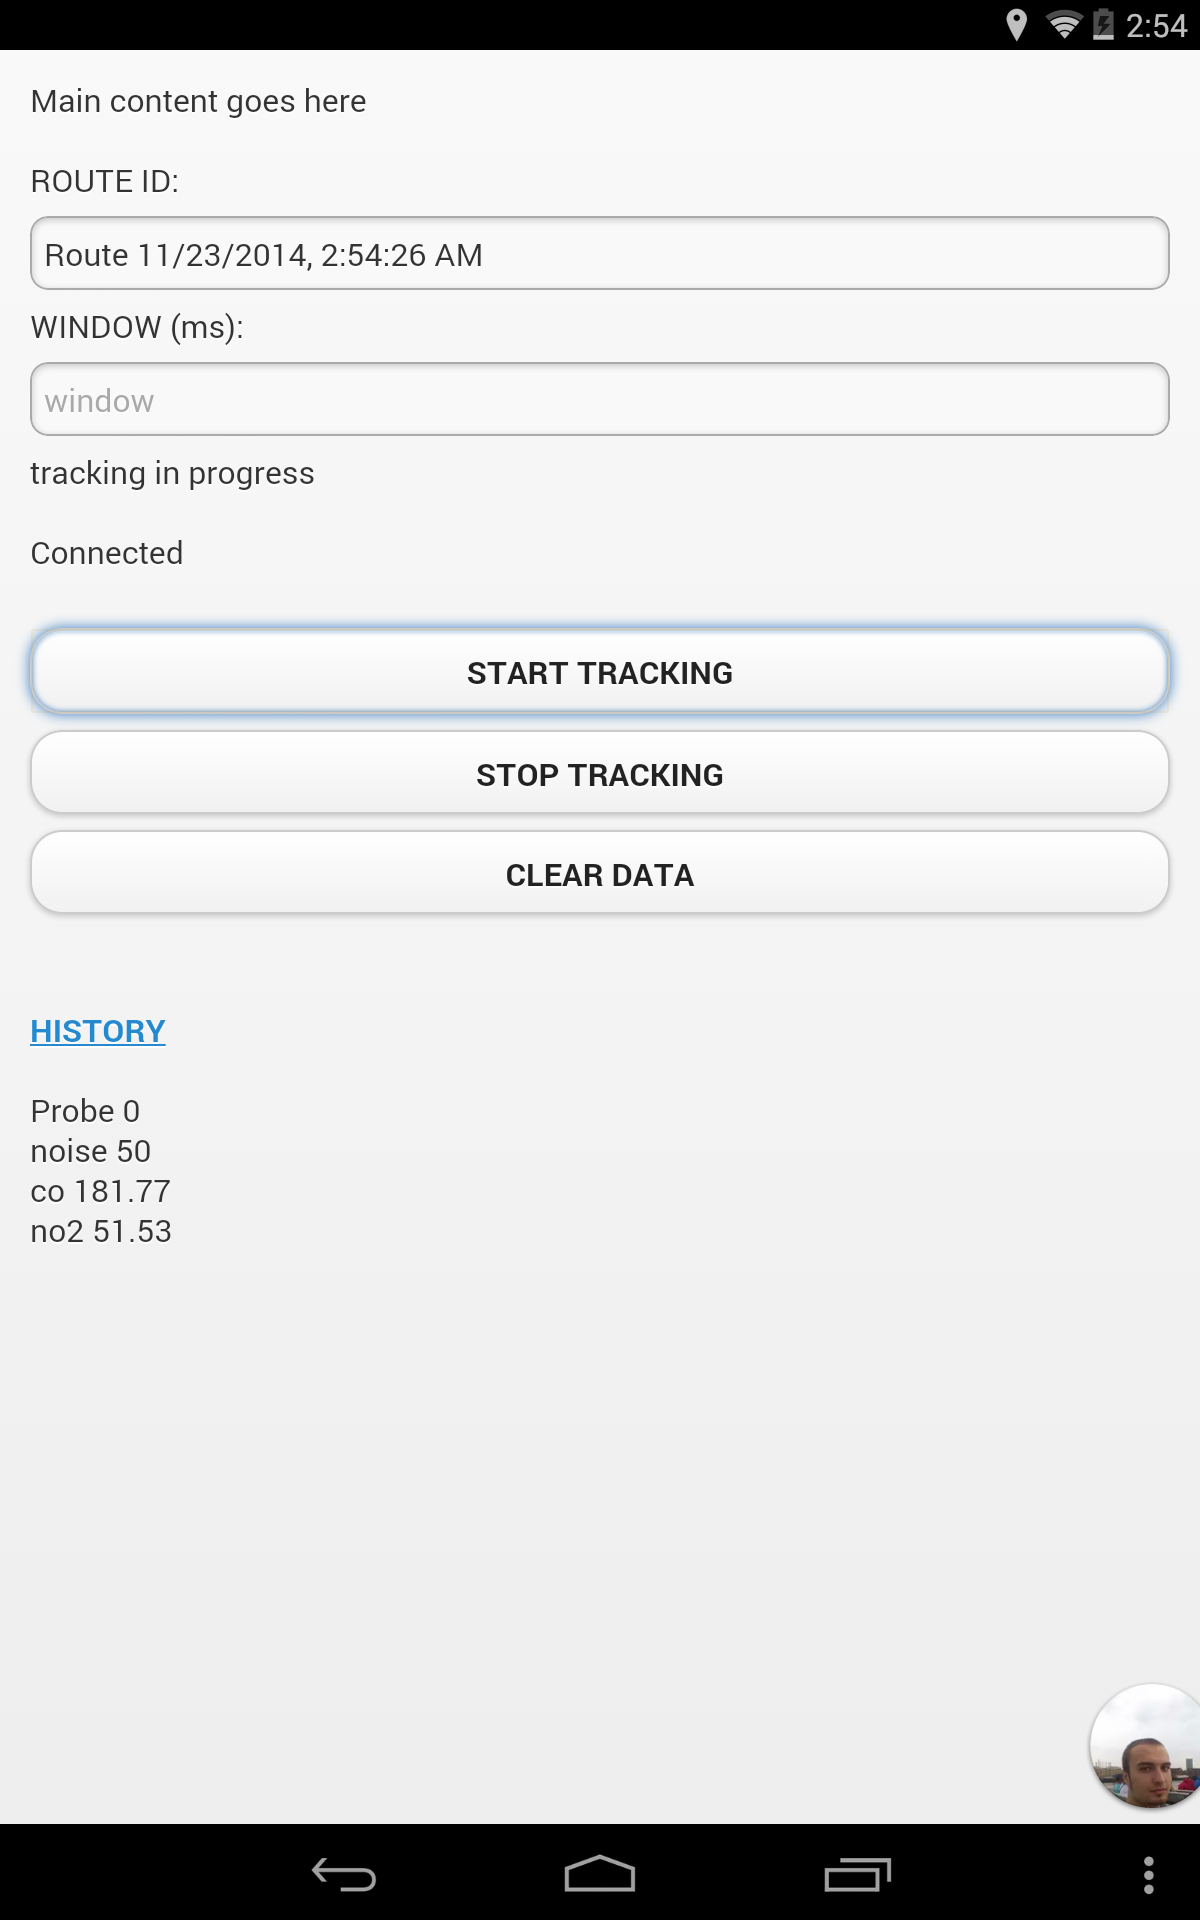 2:54
Main content goes here
ROUTE ID:
Route 11/23/2014, 2:54:26 AM
WINDOW (ms):
window
tracking in progress
Connected
START TRACKING
STOP TRACKING
CLEAR DATA
HISTORY
Probe 0
noise 50
co 181.77
no2 51.53